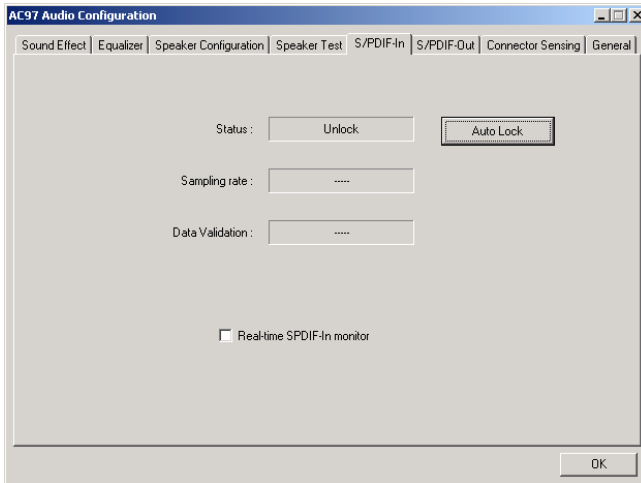 AC97 Audio Configuration
Sound Effect Equalizer Speaker Configuration Speaker Test S/PDIF-In S/PDIF-Out Connector Sensing General
Status : Unlock Auto Lock
Sampling rate : -----
Data Validation : -----
Real-time SPDIF-In monitor
OK